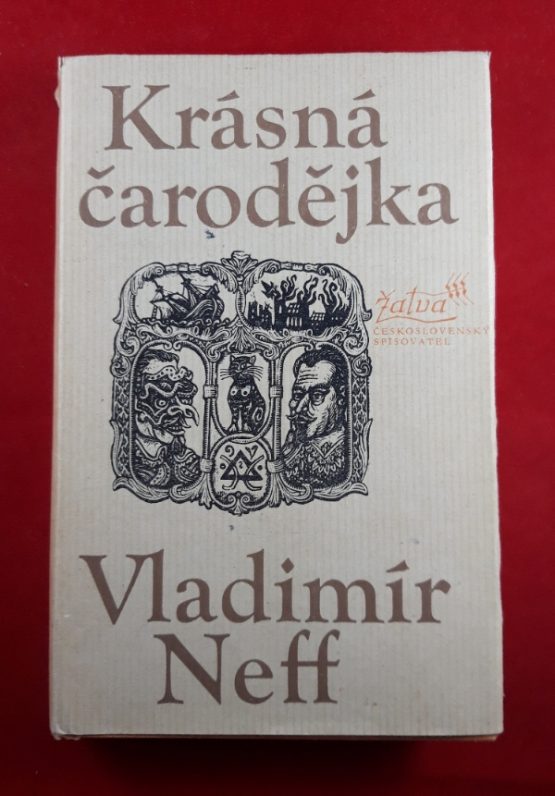 Krásná
čarodějka
Žatva
ČESKOSLOVENSKÝ
SPISOVATEL
Vladimír
Neff